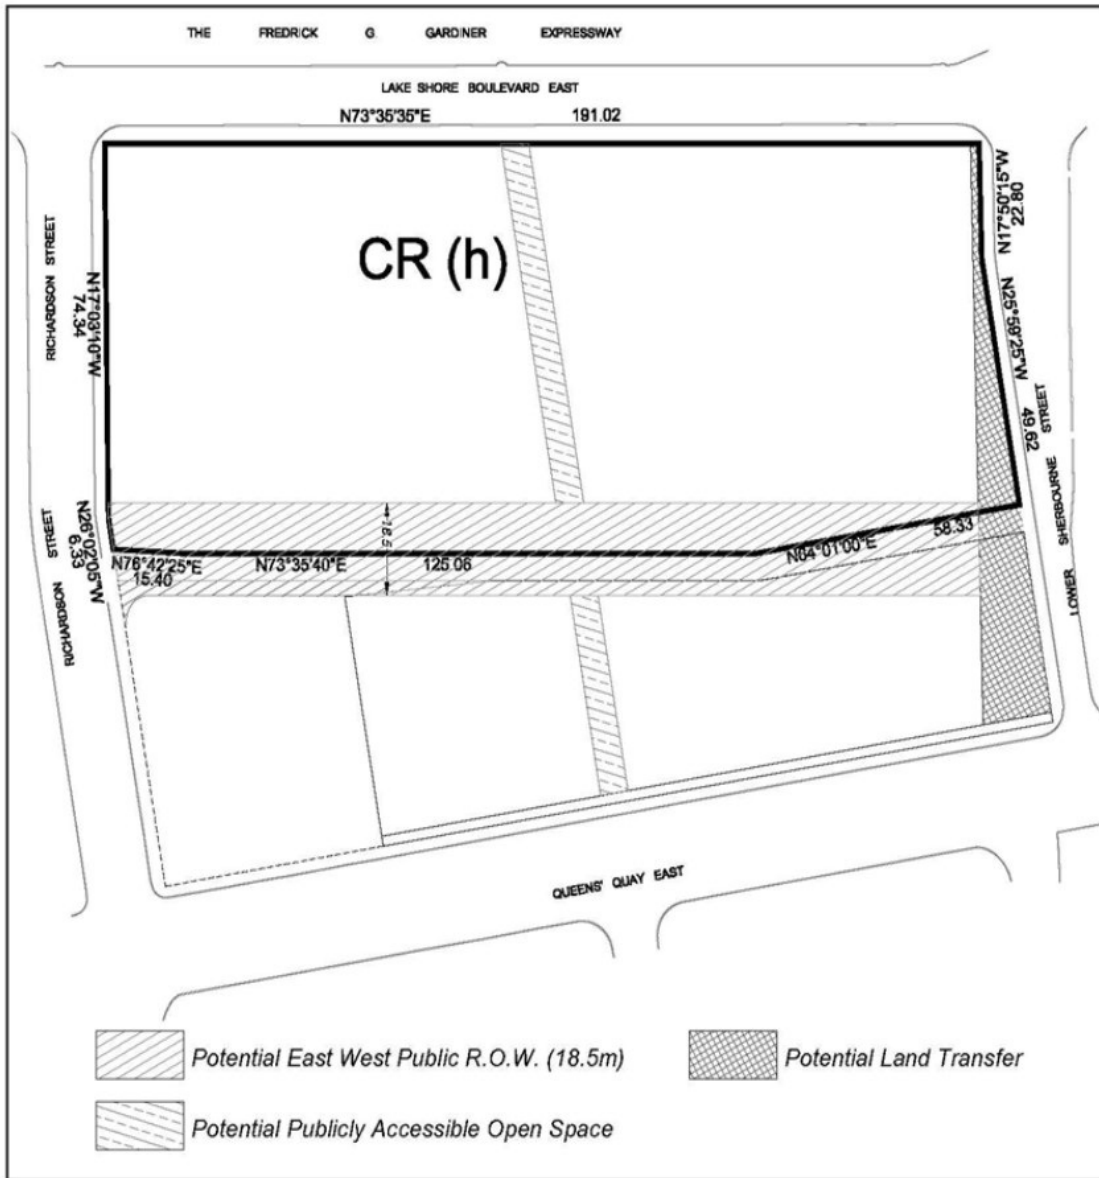 THE FREDRICK G. GARDINER EXPRESSWAY
LAKE SHORE BOULEVARD EAST
N73°35'35"E 191.02
CR (h)
RICHARDSON STREET
N17°03'10"W
74.34
N17°50'15"W
22.80
N25°59'25"W
49.62
LOWER SHERBOURNE STREET
RICHARDSON STREET
N26°02'05"W
6.33
N76°42'25"E
15.40
N73°35'40"E 125.06
18.5
N64°01'00"E 58.33
QUEENS' QUAY EAST
Potential East West Public R.O.W. (18.5m)
Potential Land Transfer
Potential Publicly Accessible Open Space